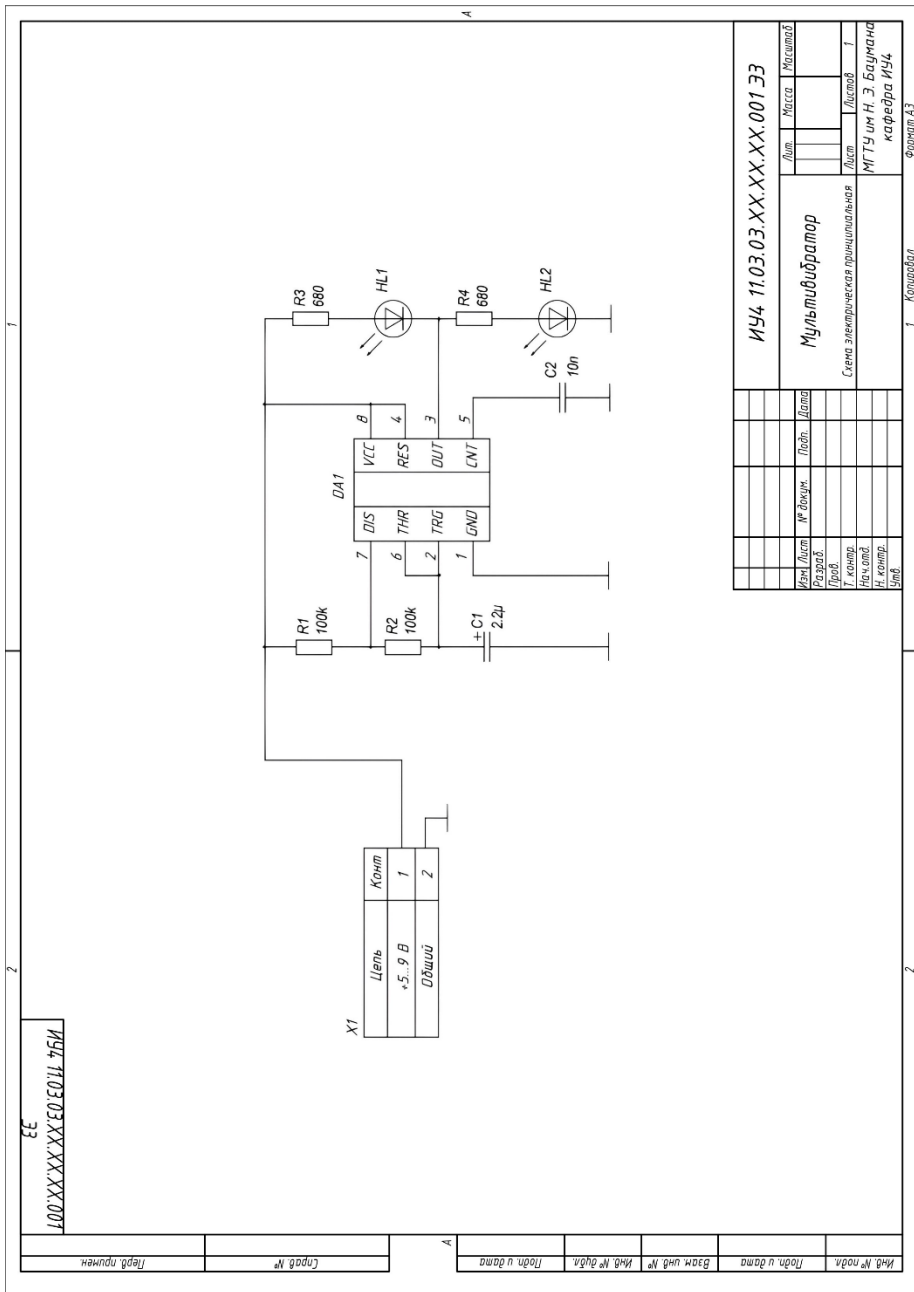 ИУ4 11.03.03.XX.XX.XX.001
ЭЭ
2
1
A
Перв. примен.
Справ. №
Подп. и дата
Инв. № дубл.
Взам. инв. №
Подп. и дата
Инв. № подл.
X1
Цепь
Конт
+5...9 В
1
Общий
2
R1
100k
R2
100k
+ C1
2.2µ
DA1
7
DIS
VCC
8
6
THR
RES
4
2
TRG
OUT
3
1
GND
CNT
5
R3
680
HL1
R4
680
HL2
C2
10n
ИУ4 11.03.03.XX.XX.XX.001 ЭЭ
Мультивибратор
Схема электрическая принципиальная
Лит.
Масса
Масштаб
Лист
Листов
1
МГТУ им Н. Э. Баумана
кафедра ИУ4
Изм.
Лист
№ докум.
Подп.
Дата
Разраб.
Пров.
Т. контр.
Нач.отд.
Н. контр.
Утв.
A
2
1
Копировал
Формат А3